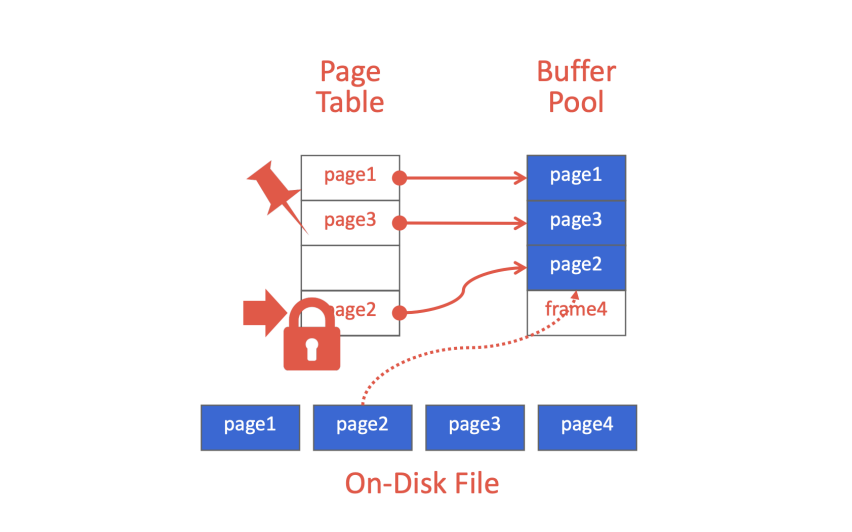 Page
Table
Buffer
Pool
page1
page3
page2
page1
page3
page2
frame4
page1
page2
page3
page4
On-Disk File